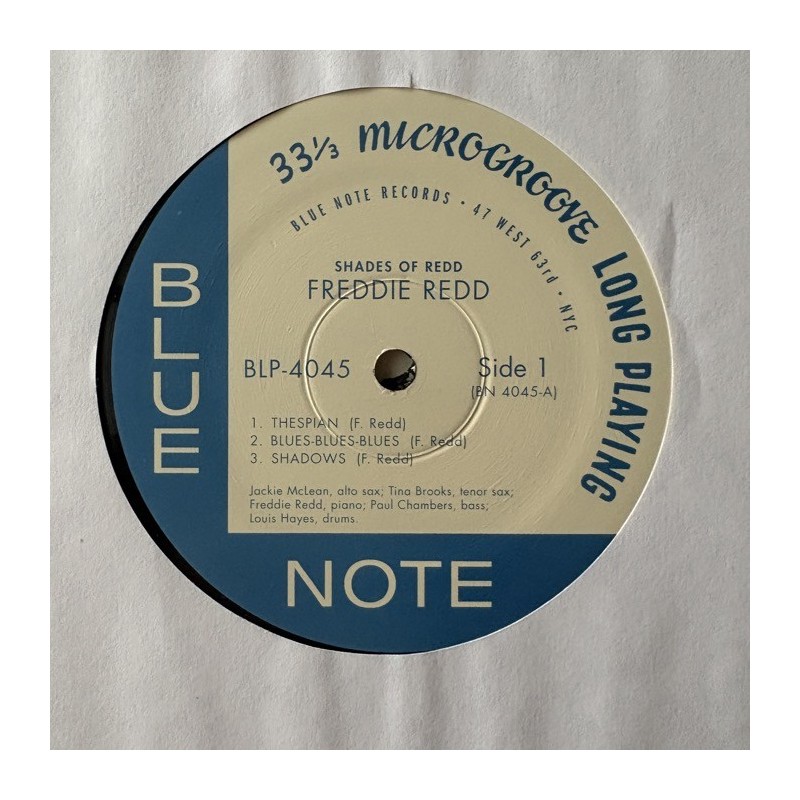 33⅓ MICROGROOVE LONG PLAYING
BLUE NOTE RECORDS • 47 WEST 63rd • NYC
SHADES OF REDD
FREDDIE REDD
BLP-4045
Side 1
(BN 4045-A)
1. THESPIAN (F. Redd)
2. BLUES-BLUES-BLUES (F. Redd)
3. SHADOWS (F. Redd)
Jackie McLean, alto sax; Tina Brooks, tenor sax;
Freddie Redd, piano; Paul Chambers, bass;
Louis Hayes, drums.
BLUE
NOTE